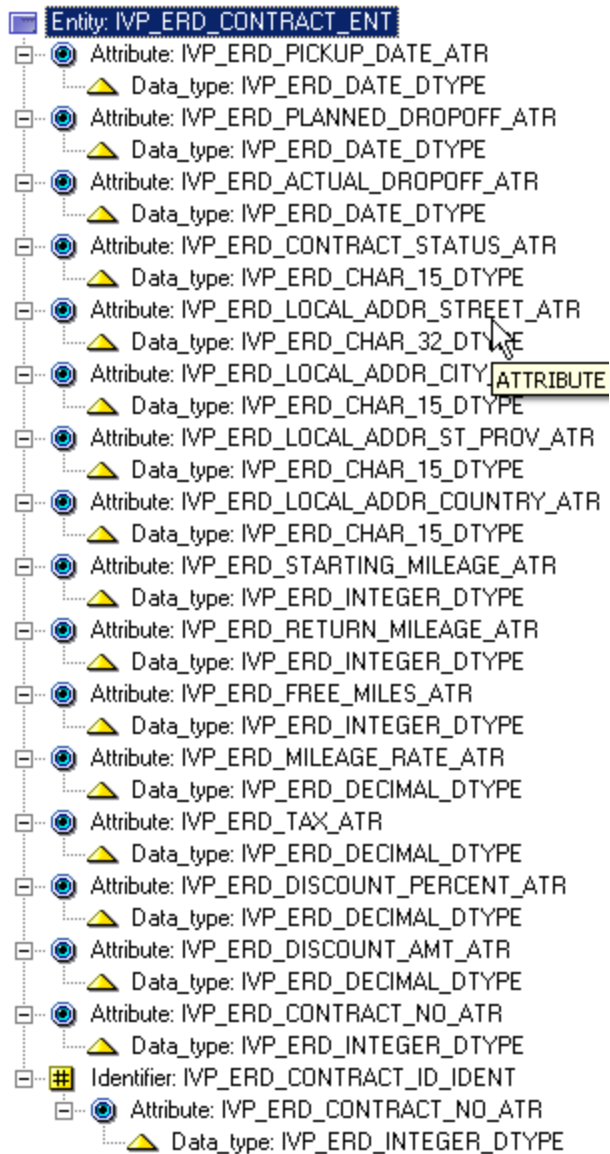 Entity: IVP_ERD_CONTRACT_ENT
Attribute: IVP_ERD_PICKUP_DATE_ATR
Data_type: IVP_ERD_DATE_DTYPE
Attribute: IVP_ERD_PLANNED_DROPOFF_ATR
Data_type: IVP_ERD_DATE_DTYPE
Attribute: IVP_ERD_ACTUAL_DROPOFF_ATR
Data_type: IVP_ERD_DATE_DTYPE
Attribute: IVP_ERD_CONTRACT_STATUS_ATR
Data_type: IVP_ERD_CHAR_15_DTYPE
Attribute: IVP_ERD_LOCAL_ADDR_STREET_ATR
Data_type: IVP_ERD_CHAR_32_DTYPE
Attribute: IVP_ERD_LOCAL_ADDR_CITY_
ATTRIBUTE
Data_type: IVP_ERD_CHAR_15_DTYPE
Attribute: IVP_ERD_LOCAL_ADDR_ST_PROV_ATR
Data_type: IVP_ERD_CHAR_15_DTYPE
Attribute: IVP_ERD_LOCAL_ADDR_COUNTRY_ATR
Data_type: IVP_ERD_CHAR_15_DTYPE
Attribute: IVP_ERD_STARTING_MILEAGE_ATR
Data_type: IVP_ERD_INTEGER_DTYPE
Attribute: IVP_ERD_RETURN_MILEAGE_ATR
Data_type: IVP_ERD_INTEGER_DTYPE
Attribute: IVP_ERD_FREE_MILES_ATR
Data_type: IVP_ERD_INTEGER_DTYPE
Attribute: IVP_ERD_MILEAGE_RATE_ATR
Data_type: IVP_ERD_DECIMAL_DTYPE
Attribute: IVP_ERD_TAX_ATR
Data_type: IVP_ERD_DECIMAL_DTYPE
Attribute: IVP_ERD_DISCOUNT_PERCENT_ATR
Data_type: IVP_ERD_DECIMAL_DTYPE
Attribute: IVP_ERD_DISCOUNT_AMT_ATR
Data_type: IVP_ERD_DECIMAL_DTYPE
Attribute: IVP_ERD_CONTRACT_NO_ATR
Data_type: IVP_ERD_INTEGER_DTYPE
Identifier: IVP_ERD_CONTRACT_ID_IDENT
Attribute: IVP_ERD_CONTRACT_NO_ATR
Data_type: IVP_ERD_INTEGER_DTYPE